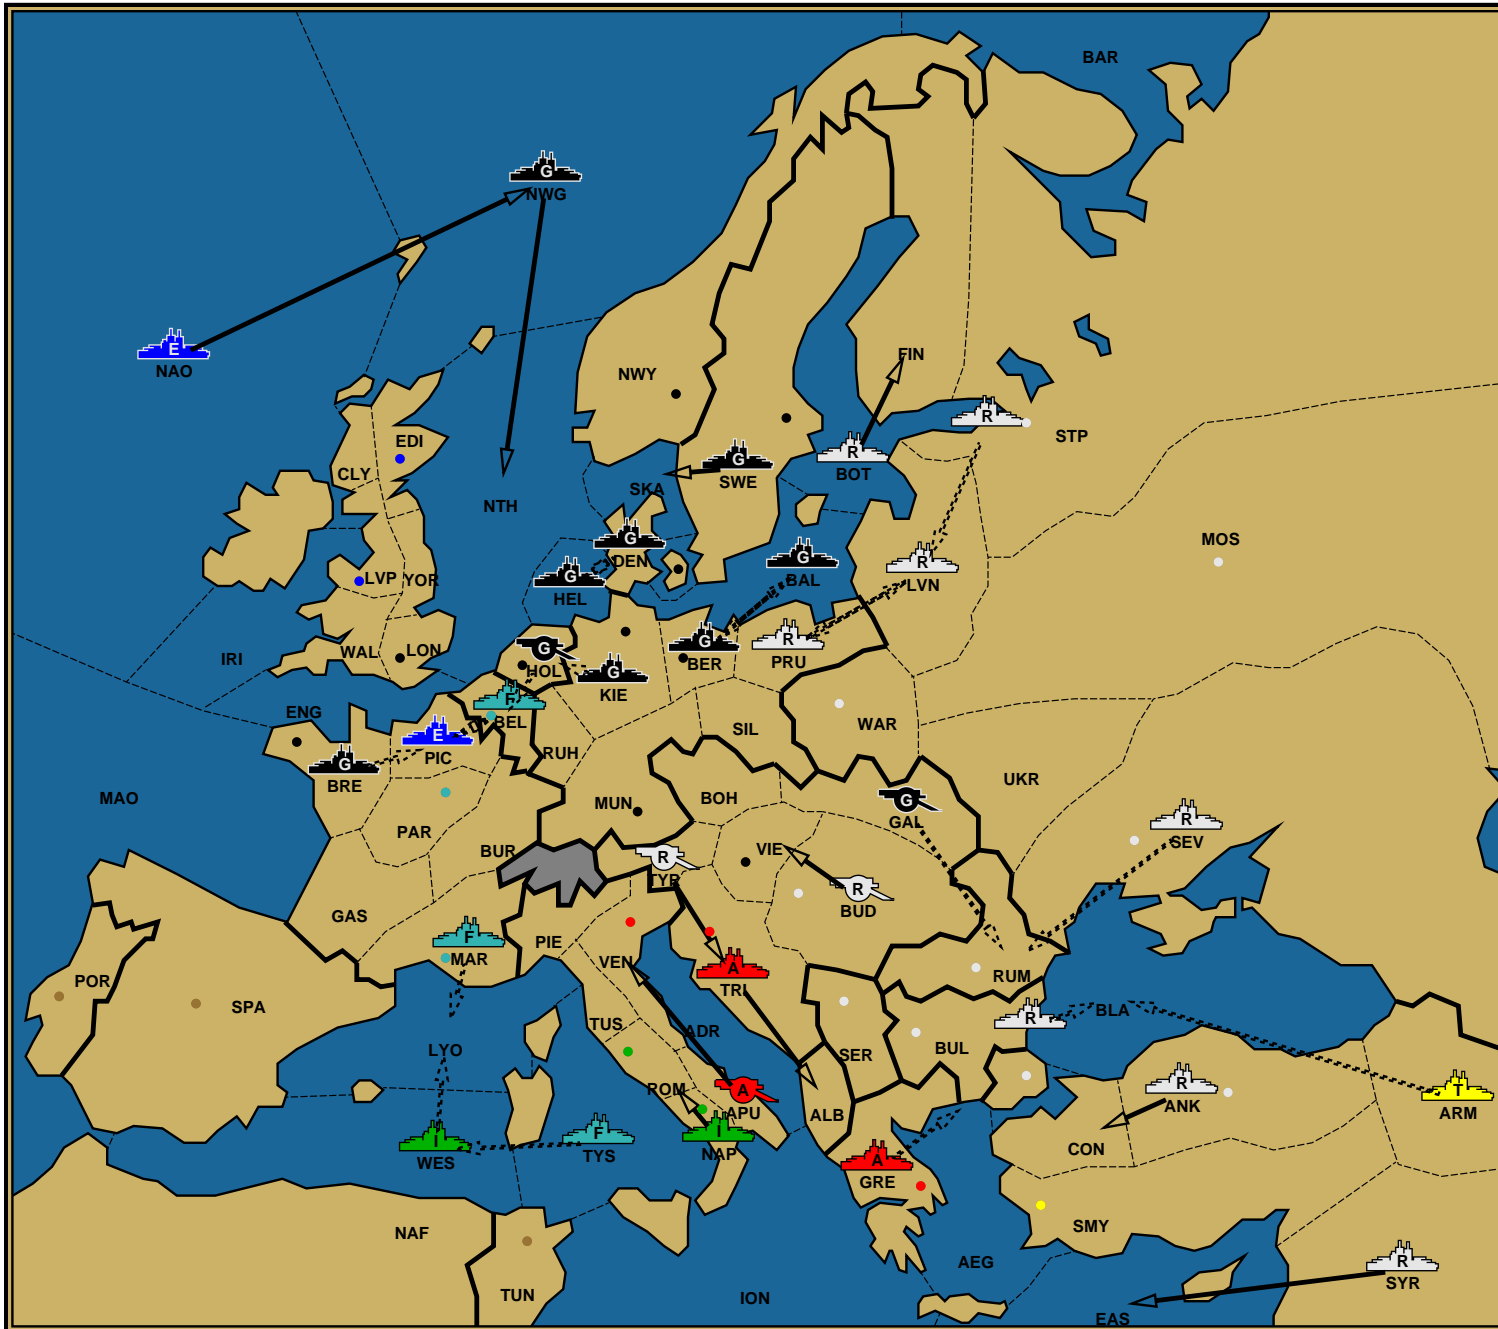 BAR
G
NWG
E
NAO
FIN
NWY
R
STP
EDI
CLY
R
BOT
G
SWE
SKA
NTH
G
DEN
G
BAL
R
LVN
MOS
G
HEL
LVP
YOR
IRI
WAL
LON
G
HOL
G
KIE
G
BER
R
PRU
ENG
F
BEL
E
PIC
G
BRE
RUH
SIL
WAR
UKR
MAO
PAR
MUN
BOH
G
GAL
R
SEV
BUR
R
TYR
VIE
R
BUD
GAS
F
MAR
PIE
VEN
A
TRI
RUM
POR
SPA
TUS
ADR
R
BLA
LYO
SER
BUL
ROM
A
APU
ALB
R
ANK
T
ARM
I
WES
F
TYS
I
NAP
A
GRE
CON
NAF
SMY
AEG
R
SYR
TUN
ION
EAS